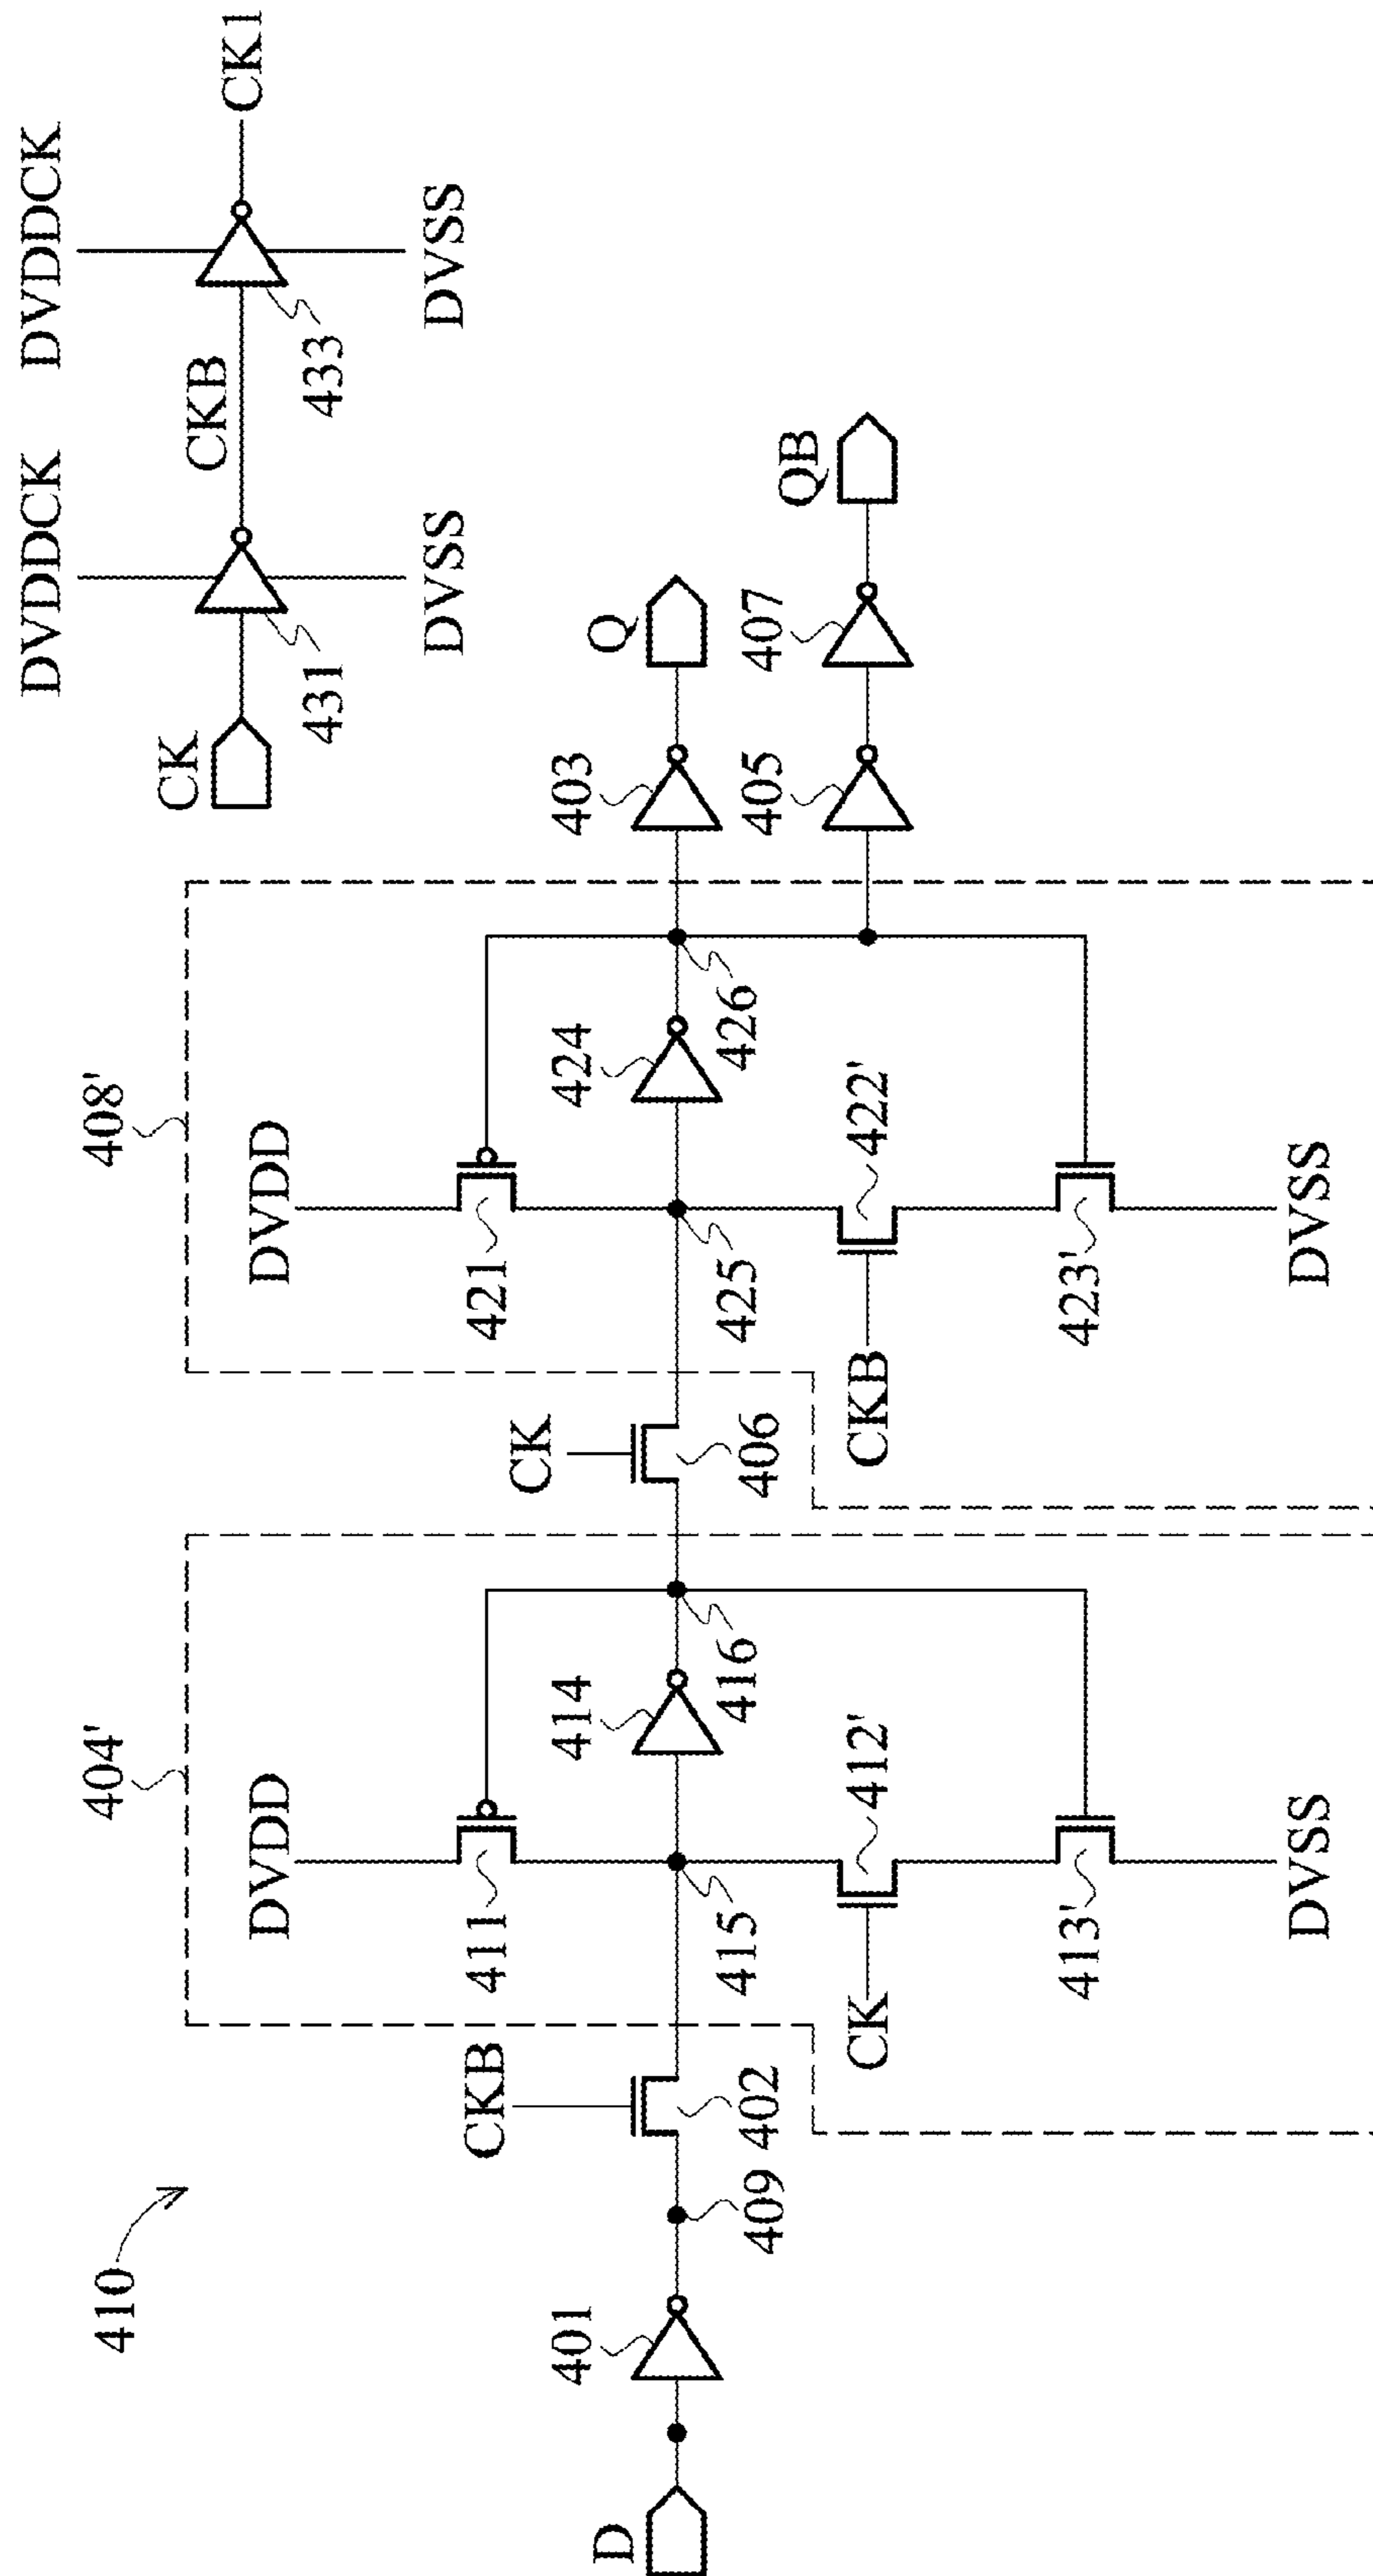 410
404'
408'
DVDDCK
DVDDCK
CK
CKB
CK1
431
433
DVSS
DVSS
DVDD
DVDD
CKB
411
CK
421
D
401
414
424
403
Q
409
402
415
416
406
425
426
405
407
QB
CK
412'
CKB
422'
413'
423'
DVSS
DVSS